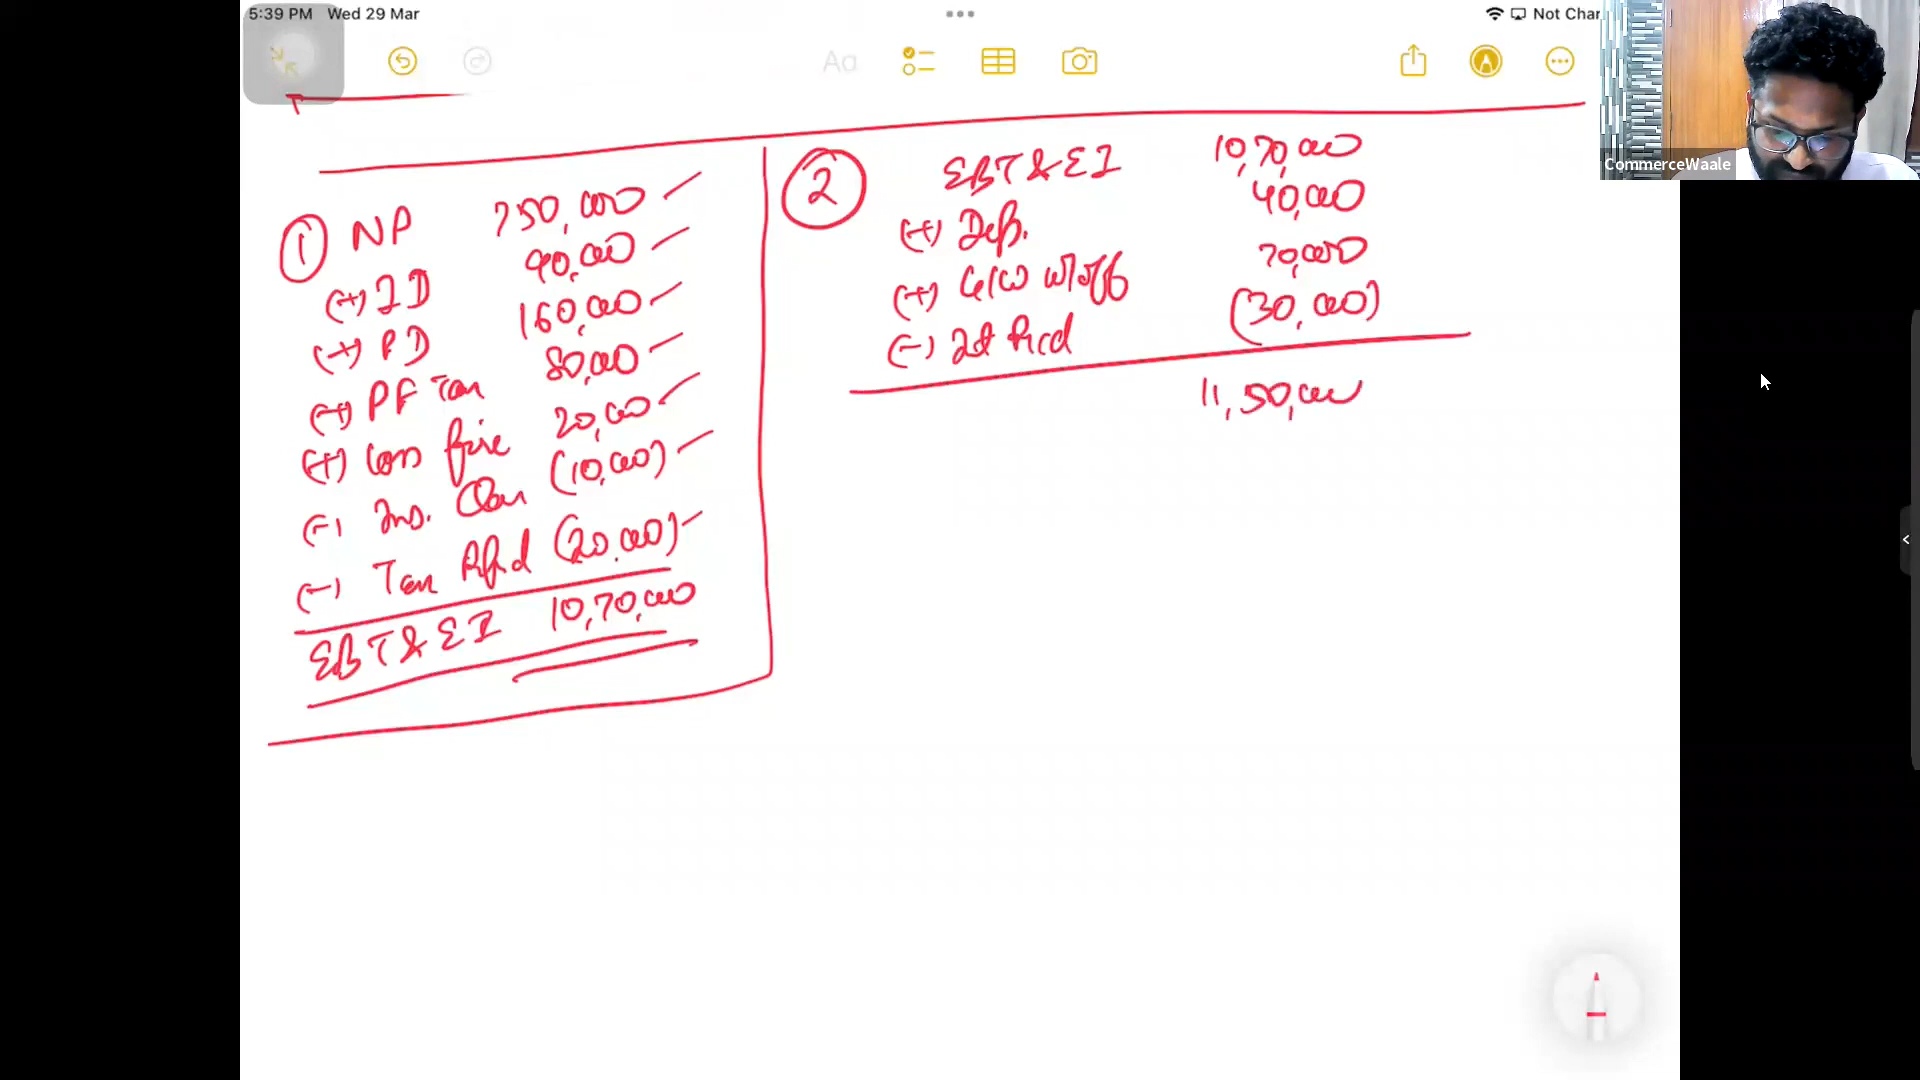 5:39 PM Wed 29 Mar
Not Char
Aa
CommerceWaale
① NP 750,000
(+) ID 90,000
(+) PD 160,000
(+) PF Tax 80,000
(+) Loss fire 20,000
(-) Ins. Claim (10,000)
(-) Tax Rfnd (20,000)
EBT & EI 10,70,000
② EBT & EI 10,70,000
(+) Dep. 40,000
(+) G/W w/off 70,000
(-) Int Rcd (30,000)
11,50,000